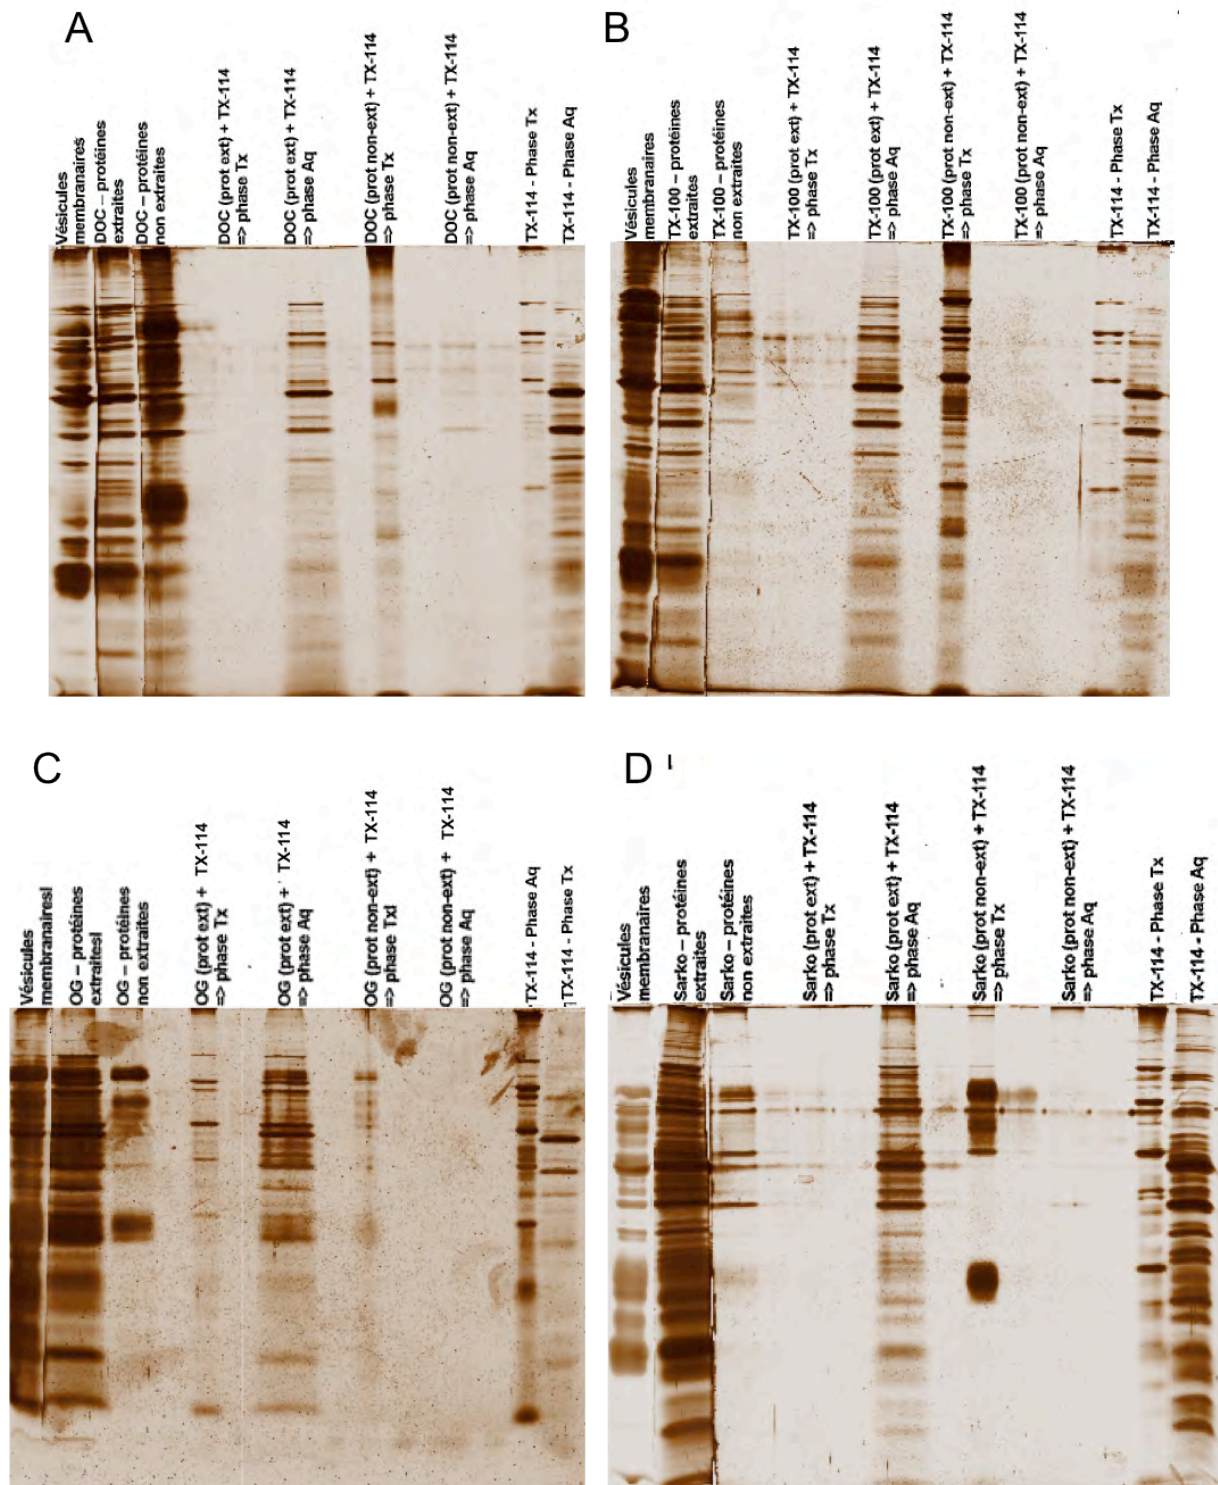 A
Vésicules
membranaires
DOC – protéines
extraites
DOC – protéines
non extraites
DOC (prot ext) + TX-114
=> phase Tx
DOC (prot ext) + TX-114
=> phase Aq
DOC (prot non-ext) + TX-114
=> phase Tx
DOC (prot non-ext) + TX-114
=> phase Aq
TX-114 - Phase Tx
TX-114 - Phase Aq
B
Vésicules
membranaires
TX-100 – protéines
extraites
TX-100 – protéines
non extraites
TX-100 (prot ext) + TX-114
=> phase Tx
TX-100 (prot ext) + TX-114
=> phase Aq
TX-100 (prot non-ext) + TX-114
=> phase Tx
TX-100 (prot non-ext) + TX-114
=> phase Aq
TX-114 - Phase Tx
TX-114 - Phase Aq
C
Vésicules
membranairesl
OG – protéines
extraitesl
OG – protéines
non extraites
OG (prot ext) + TX-114
=> phase Tx
OG (prot ext) + TX-114
=> phase Aq
OG (prot non-ext) + TX-114
=> phase Txl
OG (prot non-ext) + TX-114
=> phase Aq
TX-114 - Phase Aq
TX-114 - Phase Tx
D
Vésicules
membranaires
Sarko – protéines
extraites
Sarko – protéines
non extraites
Sarko (prot ext) + TX-114
=> phase Tx
Sarko (prot ext) + TX-114
=> phase Aq
Sarko (prot non-ext) + TX-114
=> phase Tx
Sarko (prot non-ext) + TX-114
=> phase Aq
TX-114 - Phase Tx
TX-114 - Phase Aq